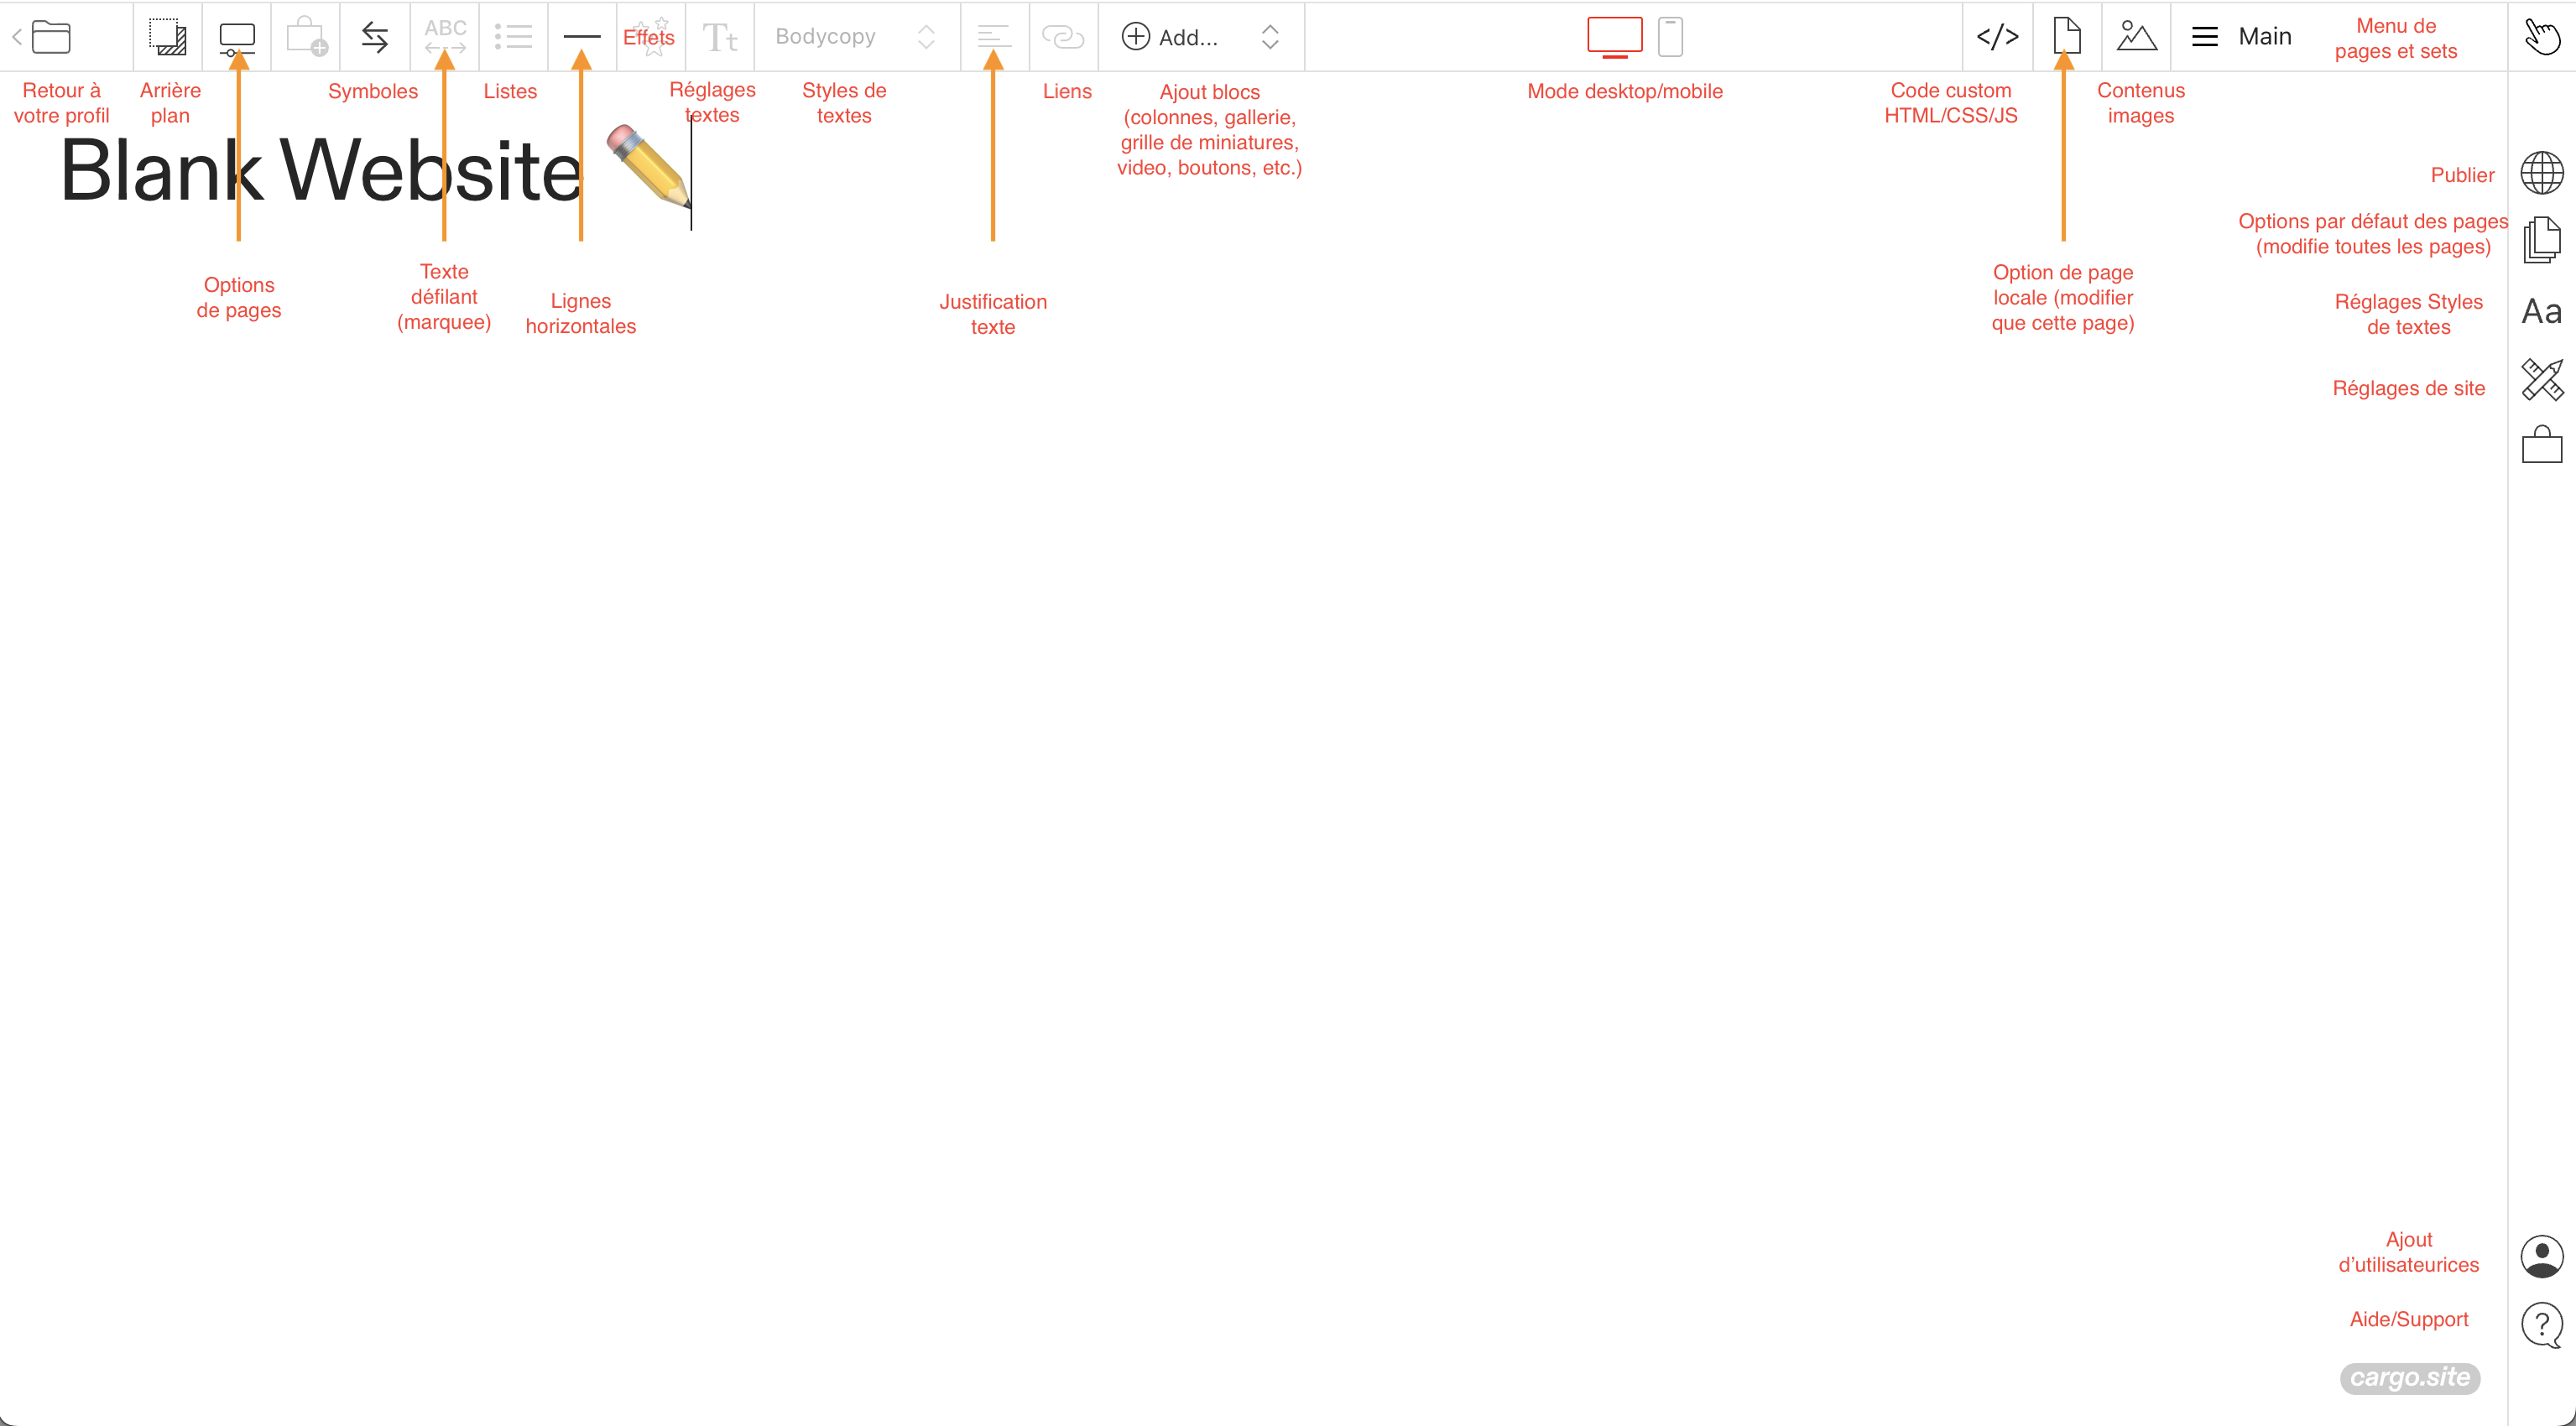 ABC
Effets
Tt
Bodycopy
Add...
</>
Main
Menu de
pages et sets
Retour à
votre profil
Arrière
plan
Symboles
Listes
Réglages
textes
Styles de
textes
Liens
Ajout blocs
(colonnes, gallerie,
grille de miniatures,
video, boutons, etc.)
Mode desktop/mobile
Code custom
HTML/CSS/JS
Contenus
images
Blank Website
Publier
Options par défaut des pages
(modifie toutes les pages)
Options
de pages
Texte
défilant
(marquee)
Lignes
horizontales
Justification
texte
Option de page
locale (modifier
que cette page)
Réglages Styles
de textes
Aa
Réglages de site
Ajout
d'utilisateurices
Aide/Support
?
cargo.site